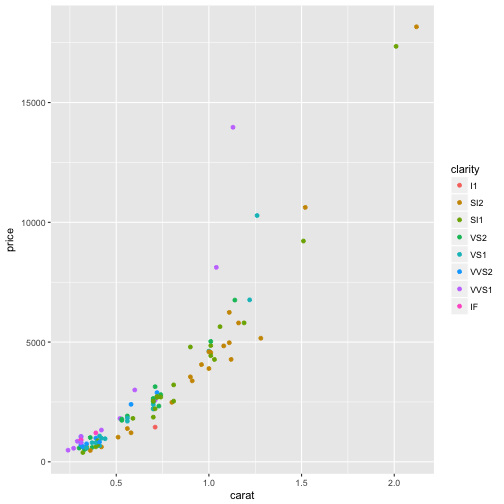 15000
10000
5000
0
price
0.5 1.0 1.5 2.0
carat
clarity
I1
SI2
SI1
VS2
VS1
VVS2
VVS1
IF